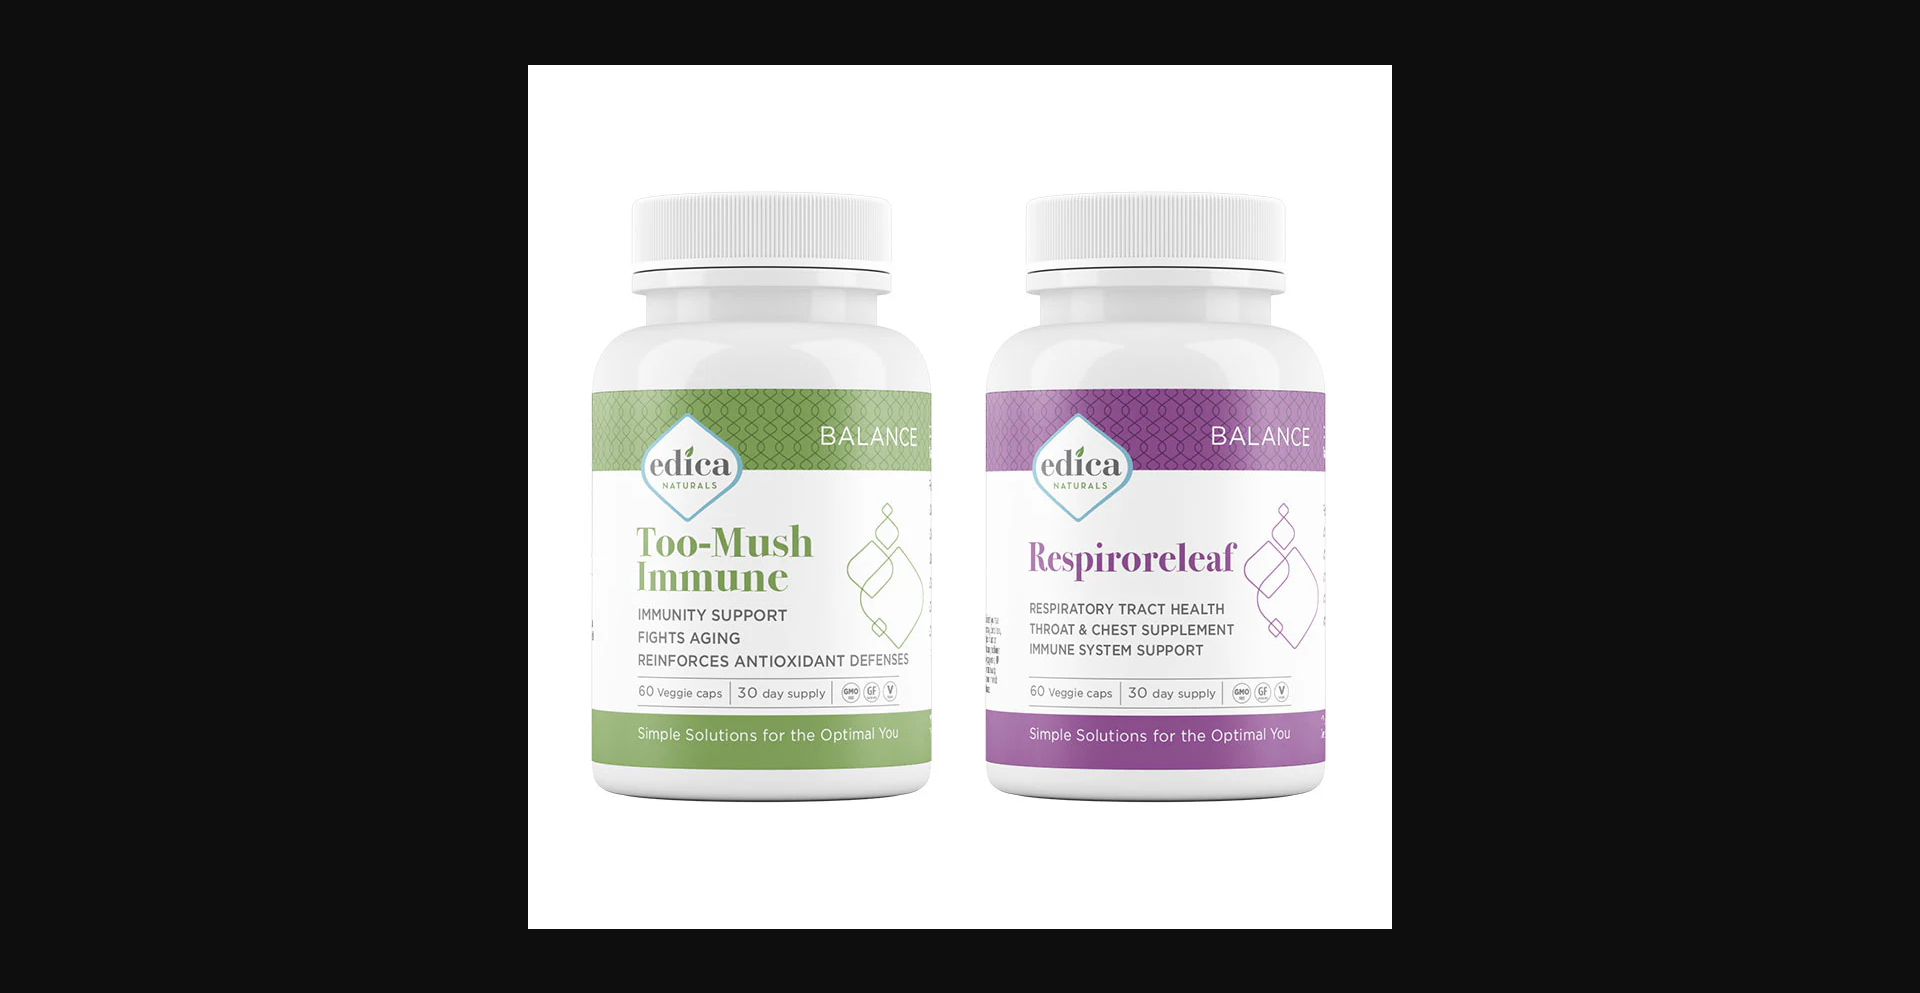 BALANCE
edica
NATURALS
Too-Mush
Immune
IMMUNITY SUPPORT
FIGHTS AGING
REINFORCES ANTIOXIDANT DEFENSES
60 Veggie caps
30 day supply
GMO
GF
V
Simple Solutions for the Optimal You
BALANCE
edica
NATURALS
Respiroreleaf
RESPIRATORY TRACT HEALTH
THROAT & CHEST SUPPLEMENT
IMMUNE SYSTEM SUPPORT
60 Veggie caps
30 day supply
GMO
GF
V
Simple Solutions for the Optimal You